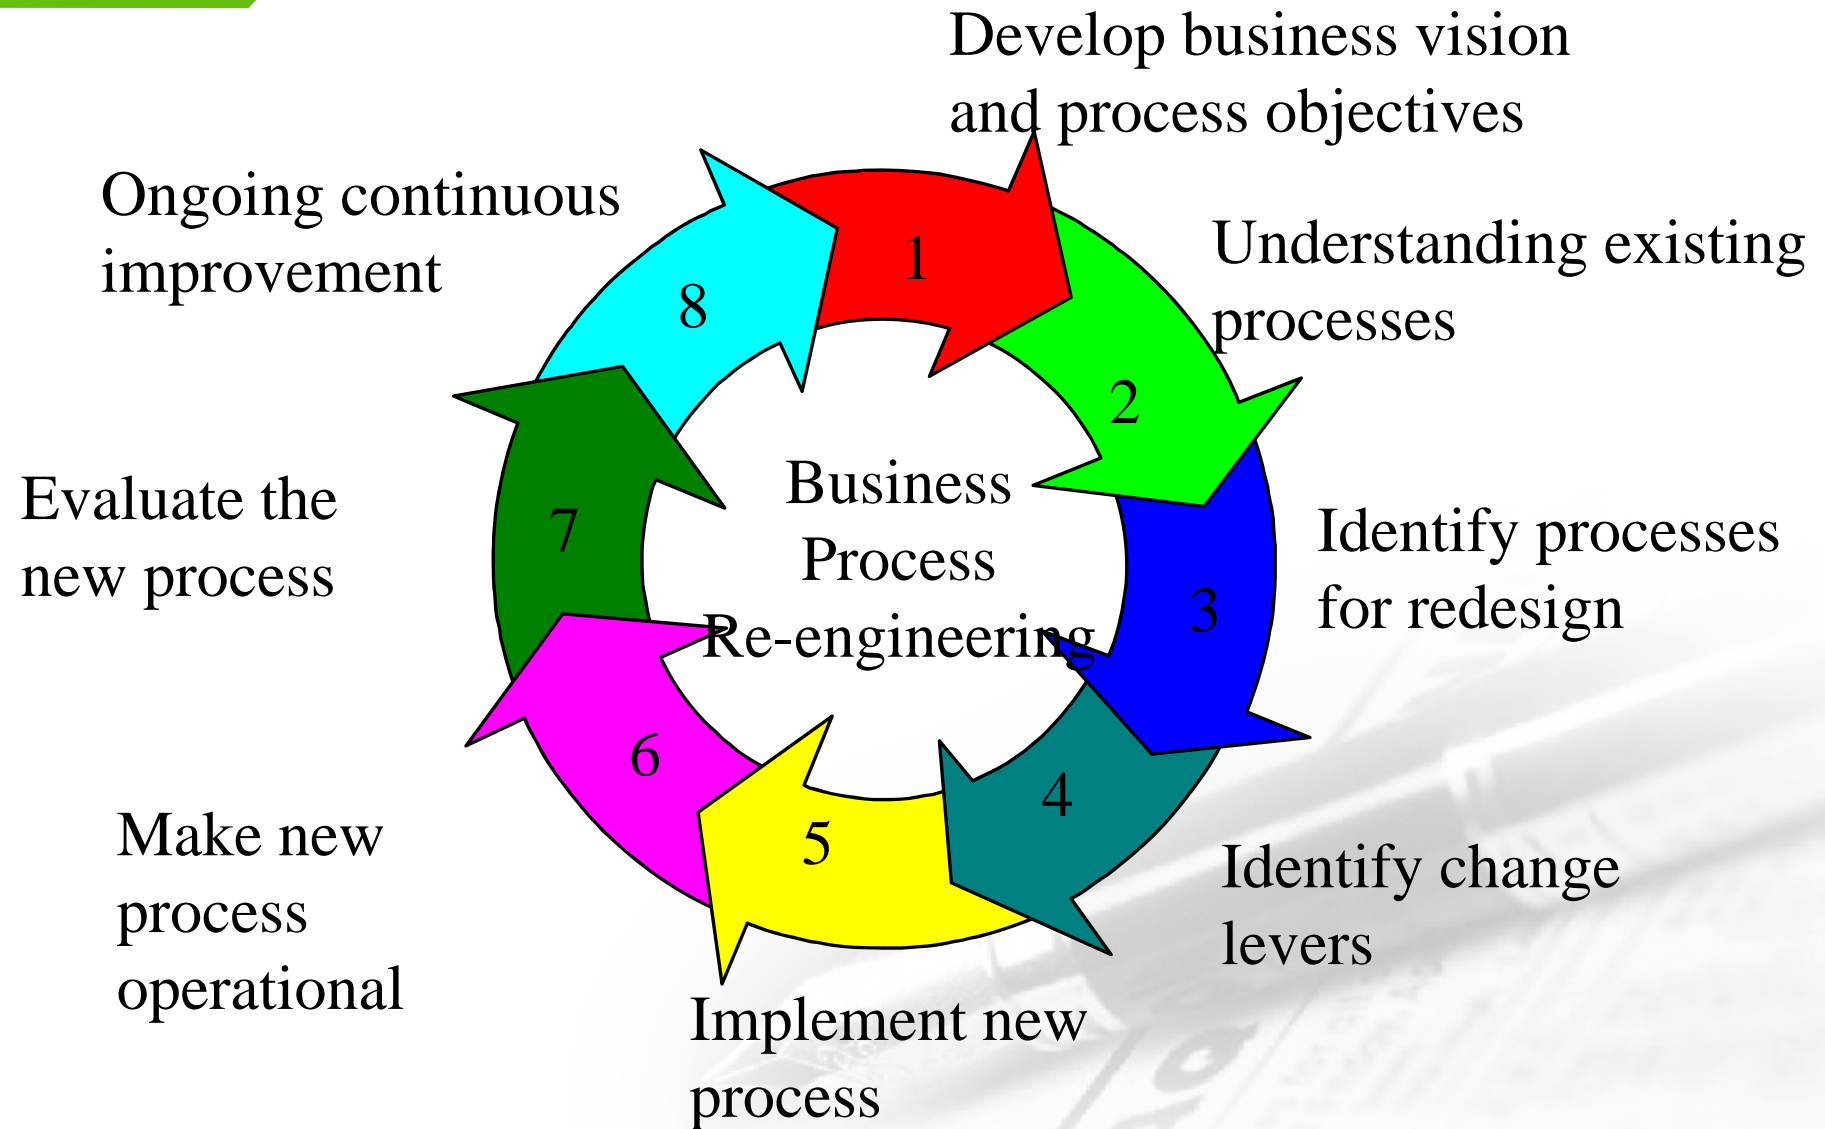 Develop business vision
and process objectives
Understanding existing
processes
Identify processes
for redesign
Identify change
levers
Implement new
process
Make new
process
operational
Evaluate the
new process
Ongoing continuous
improvement
1
2
3
4
5
6
7
8
Business
Process
Re-engineering